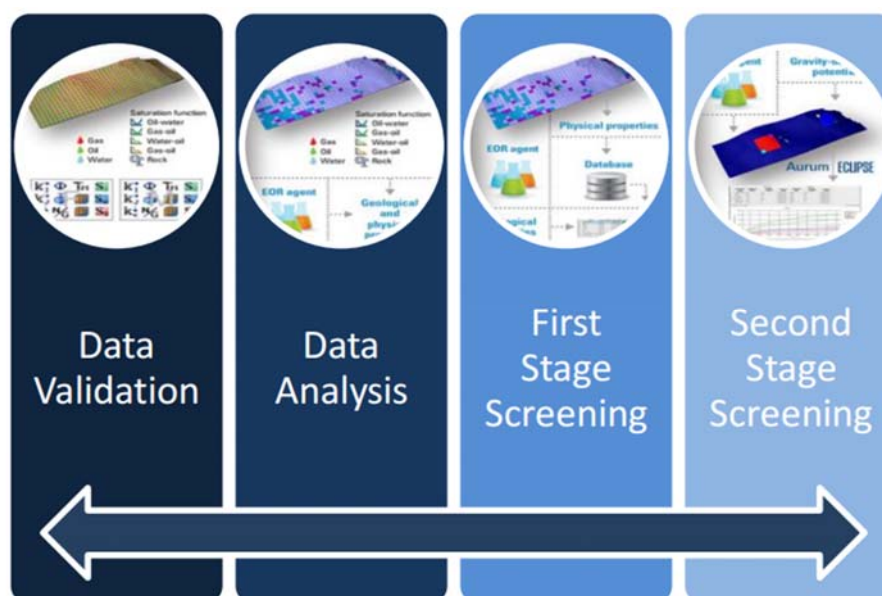 Saturation function
Oil-water
Gas-oil
Water-oil
Gas-oil
Rock
Gas
Oil
Water
Data
Validation
Saturation function
Oil-water
Gas-oil
Water-oil
Gas-oil
Rock
Gas
Oil
Water
EOR agent
Geological
and
Data
Analysis
Physical properties
EOR agent
Database
First
Stage
Screening
Aurum ECLIPSE
Second
Stage
Screening